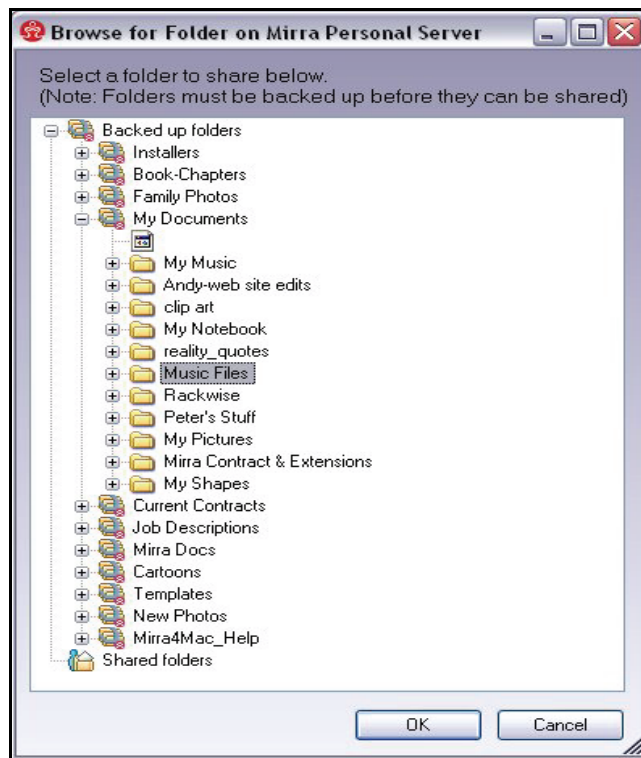 Browse for Folder on Mirra Personal Server
Select a folder to share below.
(Note: Folders must be backed up before they can be shared)
Backed up folders
Installers
Book-Chapters
Family Photos
My Documents
My Music
Andy-web site edits
clip art
My Notebook
reality_quotes
Music Files
Rackwise
Peter's Stuff
My Pictures
Mirra Contract & Extensions
My Shapes
Current Contracts
Job Descriptions
Mirra Docs
Cartoons
Templates
New Photos
Mirra4Mac_Help
Shared folders
OK Cancel